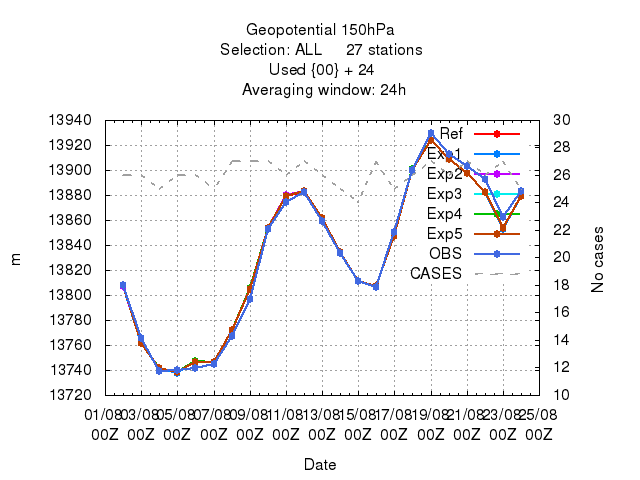 Geopotential 150hPa
Selection: ALL 27 stations
Used {00} + 24
Averaging window: 24h
13940
13920
13900
13880
13860
13840
13820
13800
13780
13760
13740
13720
m
30
28
26
24
22
20
18
16
14
12
10
No cases
Ref
Exp1
Exp2
Exp3
Exp4
Exp5
OBS
CASES
01/08 03/08 05/08 07/08 09/08 11/08 13/08 15/08 17/08 19/08 21/08 23/08 25/08
00Z 00Z 00Z 00Z 00Z 00Z 00Z 00Z 00Z 00Z 00Z 00Z 00Z
Date